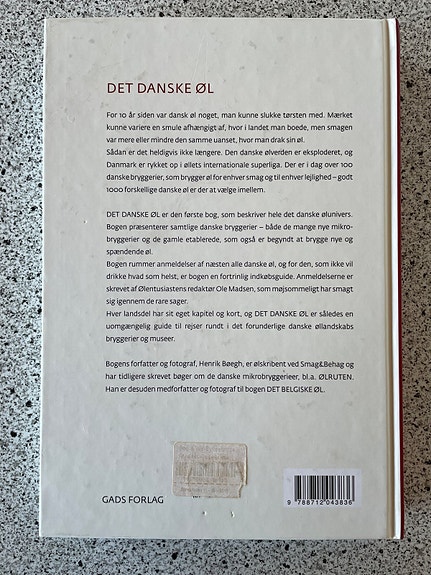 DET DANSKE ØL
For 10 år siden var dansk øl noget, man kunne slukke tørsten med. Mærket
kunne variere en smule afhængigt af, hvor i landet man boede, men smagen
var mere eller mindre den samme uanset, hvor man drak sin øl.
Sådan er det heldigvis ikke længere. Den danske ølverden er eksploderet, og
Danmark er rykket op i øllets internationale superliga. Der er i dag over 100
danske bryggerier, som brygger øl for enhver smag og til enhver lejlighed – godt
1000 forskellige danske øl er der at vælge imellem.
DET DANSKE ØL er den første bog, som beskriver hele det danske ølunivers.
Bogen præsenterer samtlige danske bryggerier – både de mange nye mikro-
bryggerier og de gamle etablerede, som også er begyndt at brygge nye og
spændende øl.
Bogen rummer anmeldelser af næsten alle danske øl, og for den, som ikke vil
drikke hvad som helst, er bogen en fortrinlig indkøbsguide. Anmeldelserne er
skrevet af Ølentusiastens redaktør Ole Madsen, som møjsommeligt har smagt
sig igennem de rare sager.
Hver landsdel har sit eget kapitel og kort, og DET DANSKE ØL er således en
uomgængelig guide til rejser rundt i det forunderlige danske øllandskabs
bryggerier og museer.
Bogens forfatter og fotograf, Henrik Bøegh, er ølskribent ved Smag&Behag og
har tidligere skrevet bøger om de danske mikrobryggerieer, bl.a. ØLRUTEN.
Han er desuden medforfatter og fotograf til bogen DET BELGISKE ØL.
GADS FORLAG
9 788712 043836